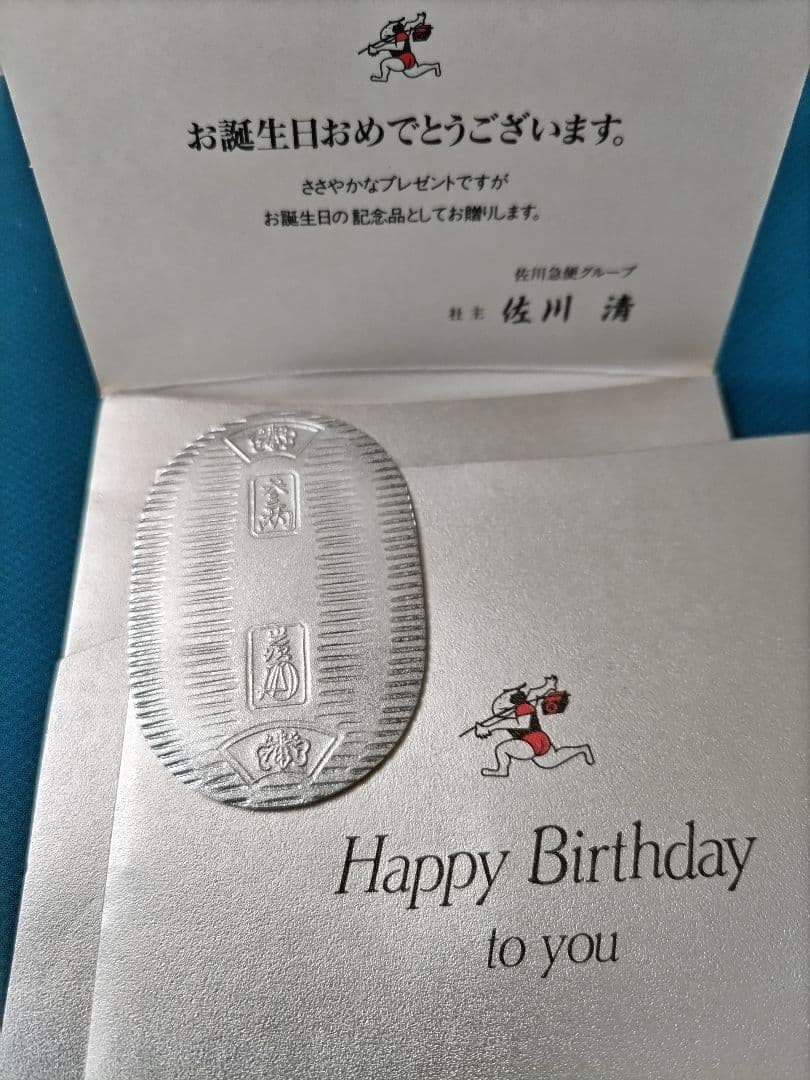 お誕生日おめでとうございます。
ささやかなプレゼントですが
お誕生日の記念品としてお贈りします。
佐川急便グループ
社主 佐川 清
壱両
Happy Birthday
to you